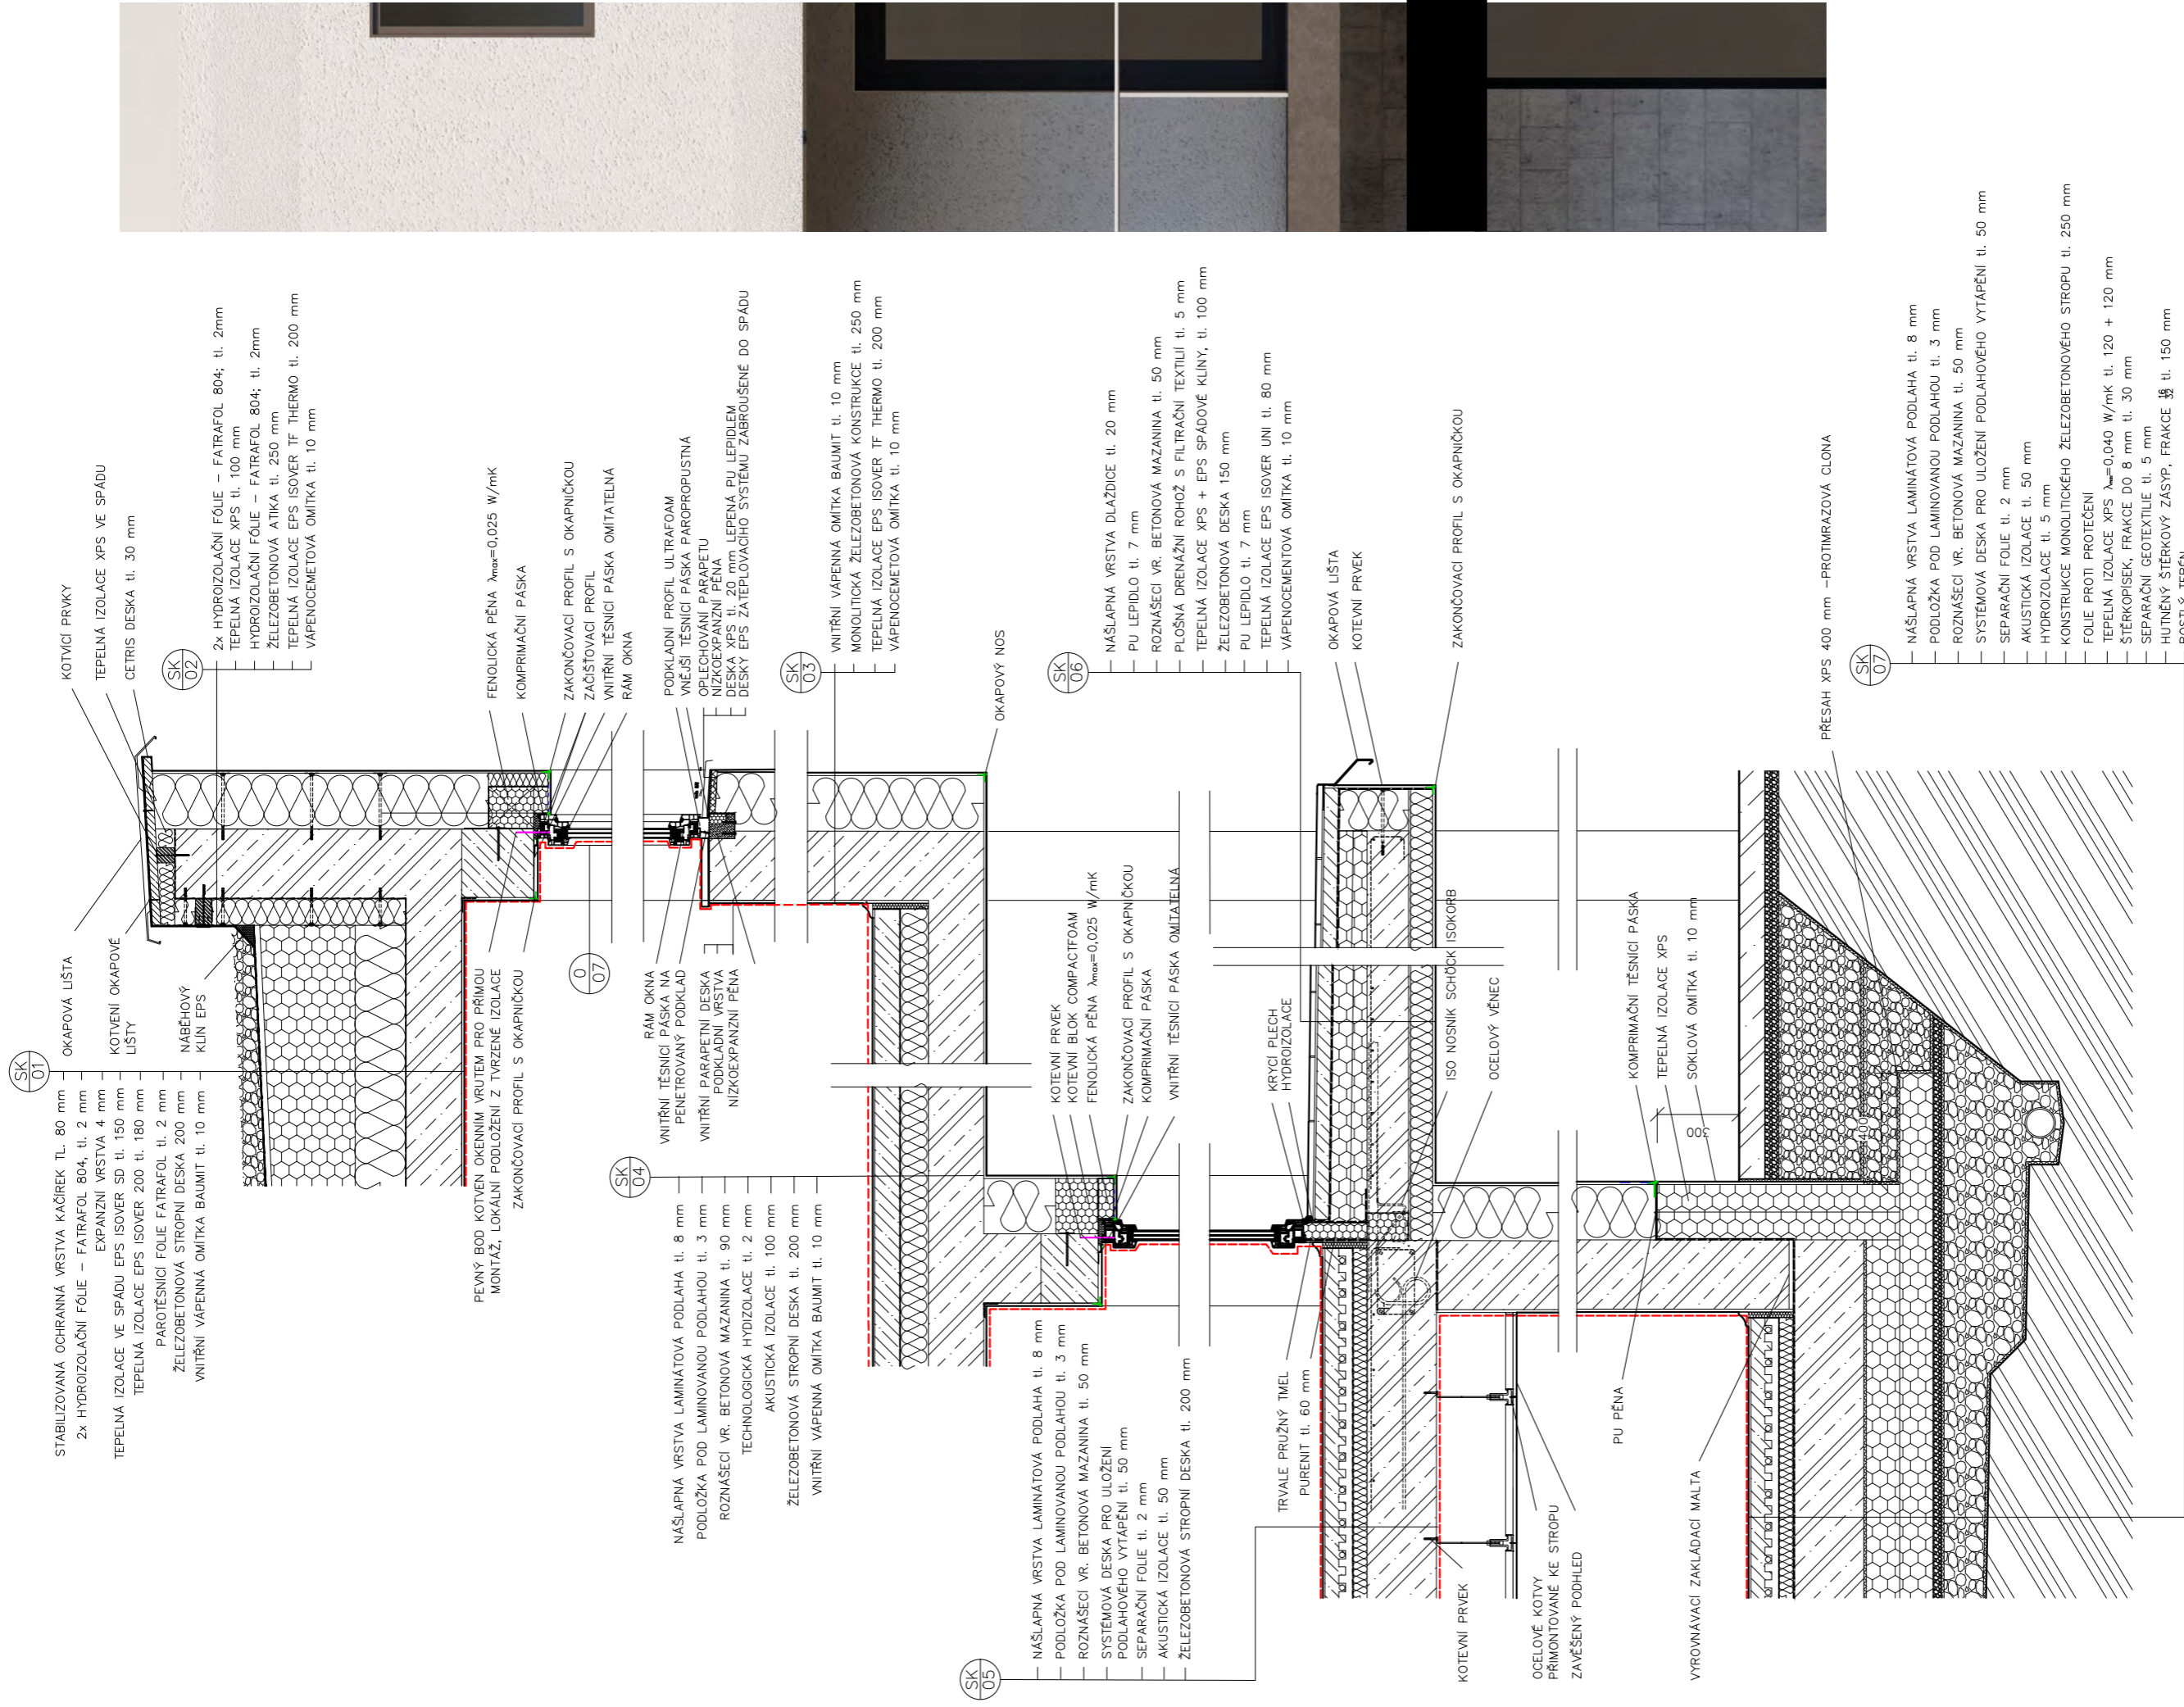 SK
01
STABILIZOVANÁ OCHRANNÁ VRSTVA KAČÍREK TL. 80 mm
2x HYDROIZOLAČNÍ FÓLIE – FATRAFOL 804, tl. 2 mm
EXPANZNÍ VRSTVA 4 mm
TEPELNÁ IZOLACE VE SPÁDU EPS ISOVER SD tl. 150 mm
TEPELNÁ IZOLACE EPS ISOVER 200 tl. 180 mm
PAROTĚSNÍCÍ FOLIE FATRAFOL tl. 2 mm
ŽELEZOBETONOVÁ STROPNÍ DESKA 200 mm
VNITŘNÍ VÁPENNÁ OMÍTKA BAUMIT tl. 10 mm
OKAPOVÁ LIŠTA
KOTVENÍ OKAPOVÉ
LIŠTY
NÁBĚHOVÝ
KLÍN EPS
KOTVÍCÍ PRVKY
TEPELNÁ IZOLACE XPS VE SPÁDU
CETRIS DESKA tl. 30 mm
SK
02
2x HYDROIZOLAČNÍ FÓLIE – FATRAFOL 804; tl. 2mm
TEPELNÁ IZOLACE XPS tl. 100 mm
HYDROIZOLAČNÍ FÓLIE – FATRAFOL 804; tl. 2mm
ŽELEZOBETONOVÁ ATIKA tl. 250 mm
TEPELNÁ IZOLACE EPS ISOVER TF THERMO tl. 200 mm
VÁPENOCEMETOVÁ OMÍTKA tl. 10 mm
PEVNÝ BOD KOTVEN OKENNÍM VRUTEM PRO PŘÍMOU
MONTÁŽ, LOKÁLNÍ PODLOŽENÍ Z TVRZENÉ IZOLACE
ZAKONČOVACÍ PROFIL S OKAPNIČKOU
FENOLICKÁ PĚNA λmax=0,025 W/mK
KOMPRIMAČNÍ PÁSKA
ZAKONČOVACÍ PROFIL S OKAPNIČKOU
ZAČIŠŤOVACÍ PROFIL
VNITŘNÍ TĚSNÍCÍ PÁSKA OMÍTATELNÁ
RÁM OKNA
O
07
RÁM OKNA
VNITŘNÍ TĚSNÍCÍ PÁSKA NA
PENETROVANÝ PODKLAD
VNITŘNÍ PARAPETNÍ DESKA
PODKLADNÍ VRSTVA
NÍZKOEXPANZNÍ PĚNA
PODKLADNÍ PROFIL ULTRAFOAM
VNĚJŠÍ TĚSNÍCÍ PÁSKA PAROPROPUSTNÁ
OPLECHOVÁNÍ PARAPETU
NÍZKOEXPANZNÍ PĚNA
DESKA XPS tl. 20 mm LEPENÁ PU LEPIDLEM
DESKY EPS ZATEPLOVACÍHO SYSTÉMU ZABROUŠENÉ DO SPÁDU
SK
03
VNITŘNÍ VÁPENNÁ OMÍTKA BAUMIT tl. 10 mm
MONOLITICKÁ ŽELEZOBETONOVÁ KONSTRUKCE tl. 250 mm
TEPELNÁ IZOLACE EPS ISOVER TF THERMO tl. 200 mm
VÁPENOCEMETOVÁ OMÍTKA tl. 10 mm
OKAPOVÝ NOS
SK
04
NÁŠLAPNÁ VRSTVA LAMINÁTOVÁ PODLAHA tl. 8 mm
PODLOŽKA POD LAMINOVANOU PODLAHOU tl. 3 mm
ROZNÁŠECÍ VR. BETONOVÁ MAZANINA tl. 90 mm
TECHNOLOGICKÁ HYDIZOLACE tl. 2 mm
AKUSTICKÁ IZOLACE tl. 100 mm
ŽELEZOBETONOVÁ STROPNÍ DESKA tl. 200 mm
VNITŘNÍ VÁPENNÁ OMÍTKA BAUMIT tl. 10 mm
KOTEVNÍ PRVEK
KOTEVNÍ BLOK COMPACTFOAM
FENOLICKÁ PĚNA λmax=0,025 W/mK
ZAKONČOVACÍ PROFIL S OKAPNIČKOU
KOMPRIMAČNÍ PÁSKA
VNITŘNÍ TĚSNÍCÍ PÁSKA OMÍTATELNÁ
SK
06
NÁŠLAPNÁ VRSTVA DLAŽDICE tl. 20 mm
PU LEPIDLO tl. 7 mm
ROZNÁŠECÍ VR. BETONOVÁ MAZANINA tl. 50 mm
PLOŠNÁ DRENÁŽNÍ ROHOŽ S FILTRAČNÍ TEXTILIÍ tl. 5 mm
TEPELNÁ IZOLACE XPS + EPS SPÁDOVÉ KLÍNY, tl. 100 mm
ŽELEZOBETONOVÁ DESKA 150 mm
PU LEPIDLO tl. 7 mm
TEPELNÁ IZOLACE EPS ISOVER UNI tl. 80 mm
VÁPENOCEMENTOVÁ OMÍTKA tl. 10 mm
OKAPOVÁ LIŠTA
KOTEVNÍ PRVEK
ZAKONČOVACÍ PROFIL S OKAPNIČKOU
SK
05
NÁŠLAPNÁ VRSTVA LAMINÁTOVÁ PODLAHA tl. 8 mm
PODLOŽKA POD LAMINOVANOU PODLAHOU tl. 3 mm
ROZNÁŠECÍ VR. BETONOVÁ MAZANINA tl. 50 mm
SYSTÉMOVÁ DESKA PRO ULOŽENÍ
PODLAHOVÉHO VYTÁPĚNÍ tl. 50 mm
SEPARAČNÍ FOLIE tl. 2 mm
AKUSTICKÁ IZOLACE tl. 50 mm
ŽELEZOBETONOVÁ STROPNÍ DESKA tl. 200 mm
TRVALE PRUŽNÝ TMEL
PURENIT tl. 60 mm
KRYCÍ PLECH
HYDROIZOLACE
ISO NOSNÍK SCHÖCK ISOKORB
OCELOVÝ VĚNEC
KOTEVNÍ PRVEK
OCELOVÉ KOTVY
PŘIMONTOVANÉ KE STROPU
ZAVĚŠENÝ PODHLED
PU PĚNA
VYROVNÁVACÍ ZAKLÁDACÍ MALTA
KOMPRIMAČNÍ TĚSNÍCÍ PÁSKA
TEPELNÁ IZOLACE XPS
SOKLOVÁ OMÍTKA tl. 10 mm
300
400
PŘESAH XPS 400 mm –PROTIMRAZOVÁ CLONA
SK
07
NÁŠLAPNÁ VRSTVA LAMINÁTOVÁ PODLAHA tl. 8 mm
PODLOŽKA POD LAMINOVANOU PODLAHOU tl. 3 mm
ROZNÁŠECÍ VR. BETONOVÁ MAZANINA tl. 50 mm
SYSTÉMOVÁ DESKA PRO ULOŽENÍ PODLAHOVÉHO VYTÁPĚNÍ tl. 50 mm
SEPARAČNÍ FOLIE tl. 2 mm
AKUSTICKÁ IZOLACE tl. 50 mm
HYDROIZOLACE tl. 5 mm
KONSTRUKCE MONOLITICKÉHO ŽELEZOBETONOVÉHO STROPU tl. 250 mm
FOLIE PROTI PROTEČENÍ
TEPELNÁ IZOLACE XPS λmax=0,040 W/mK tl. 120 + 120 mm
ŠTĚRKOPÍSEK, FRAKCE DO 8 mm tl. 30 mm
SEPARAČNÍ GEOTEXTILIE tl. 5 mm
HUTNĚNÝ ŠTĚRKOVÝ ZÁSYP, FRAKCE 16 32 tl. 150 mm